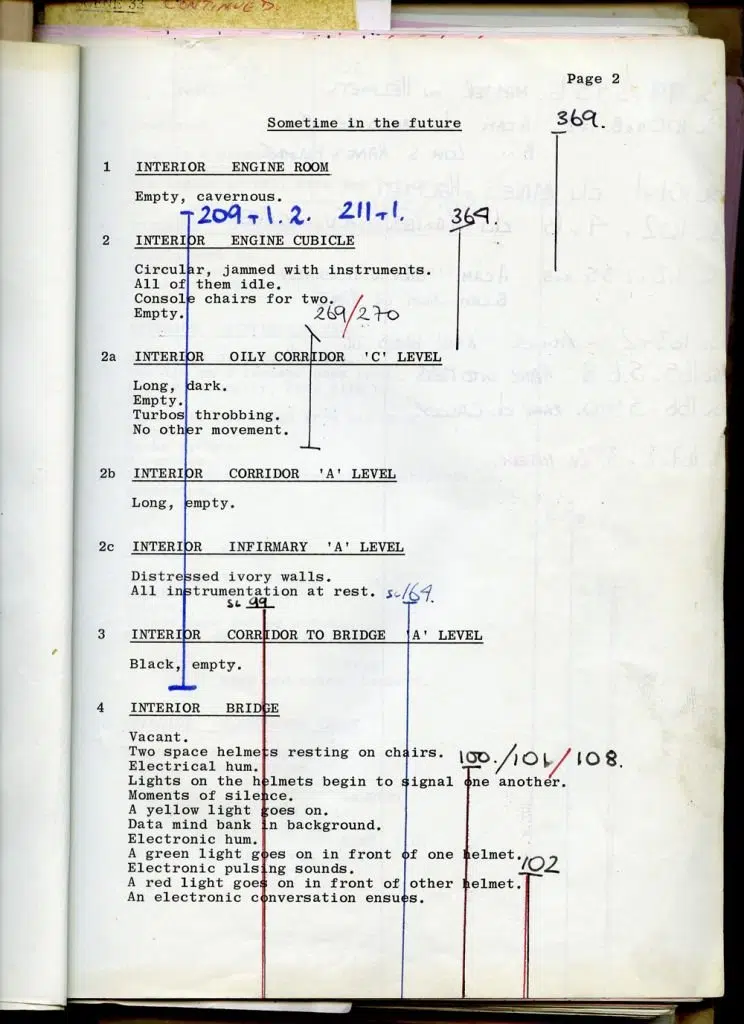 CONTINUED.
Page 2
Sometime in the future
369.
1 INTERIOR ENGINE ROOM
Empty, cavernous.
209+1.2. 211+1.
364.
2 INTERIOR ENGINE CUBICLE
Circular, jammed with instruments.
All of them idle.
Console chairs for two.
Empty.
269/270
2a INTERIOR OILY CORRIDOR 'C' LEVEL
Long, dark.
Empty.
Turbos throbbing.
No other movement.
2b INTERIOR CORRIDOR 'A' LEVEL
Long, empty.
2c INTERIOR INFIRMARY 'A' LEVEL
Distressed ivory walls.
All instrumentation at rest.
sc 164.
SL 99
3 INTERIOR CORRIDOR TO BRIDGE 'A' LEVEL
Black, empty.
4 INTERIOR BRIDGE
Vacant.
Two space helmets resting on chairs.
100./101/108.
Electrical hum.
Lights on the helmets begin to signal one another.
Moments of silence.
A yellow light goes on.
Data mind bank in background.
Electronic hum.
A green light goes on in front of one helmet.
102
Electronic pulsing sounds.
A red light goes on in front of other helmet.
An electronic conversation ensues.